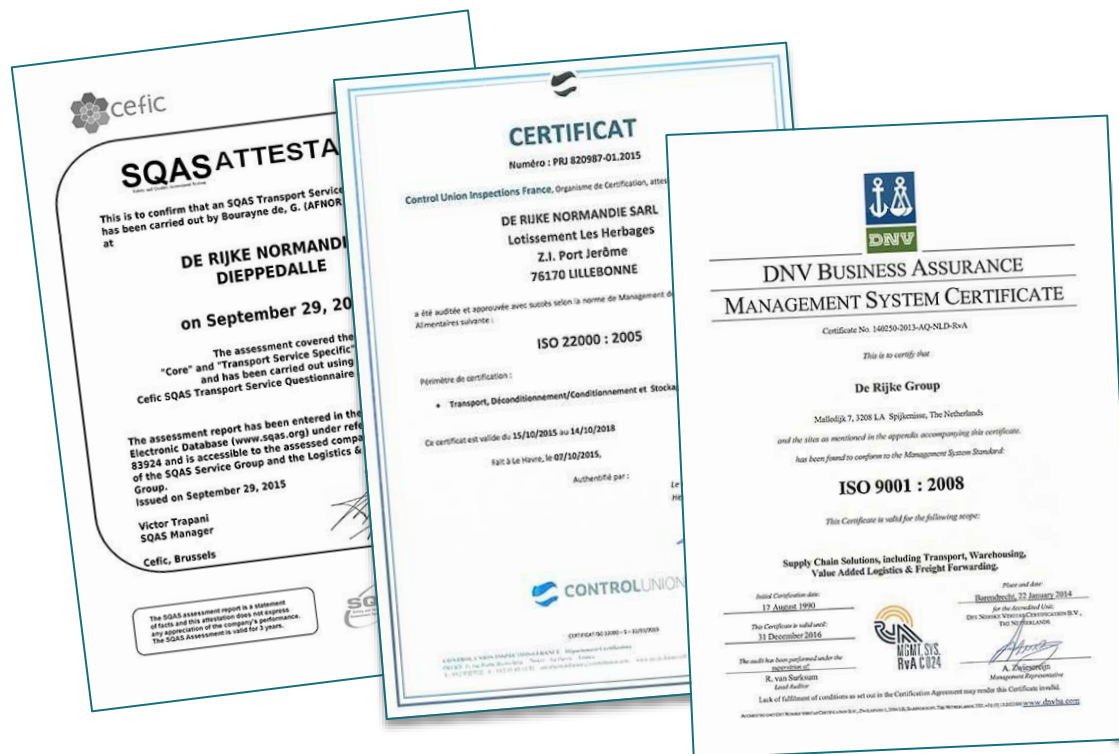 cefic
SQAS ATTESTA
This is to confirm that an SQAS Transport Service
has been carried out by Bourayne de, G. (AFNOR
at
DE RIJKE NORMANDI
DIEPPEDALLE
on September 29, 20
The assessment covered the
"Core" and "Transport Service Specific"
and has been carried out using
Cefic SQAS Transport Service Questionnaire
The assessment report has been entered in the
Electronic Database (www.sqas.org) under refe
83924 and is accessible to the assessed compa
of the SQAS Service Group and the Logistics &
Group.
Issued on September 29, 2015
Victor Trapani
SQAS Manager
Cefic, Brussels
The SQAS assessment report is a statement
of facts and this attestation does not express
any appreciation of the company's performance.
The SQAS Assessment is valid for 3 years.
SQ
CERTIFICAT
Numéro : PRJ 820987-01.2015
Control Union Inspections France, Organisme de Certification, attes
DE RIJKE NORMANDIE SARL
Lotissement Les Herbages
Z.I. Port Jerôme
76170 LILLEBONNE
a été auditée et approuvée avec succès selon la norme de Management de
Alimentaires suivante :
ISO 22000 : 2005
Périmètre de certification :
• Transport, Déconditionnement/Conditionnement et Stocka
Ce certificat est valide du 15/10/2015 au 14/10/2018
Fait à Le Havre, le 07/10/2015,
Authentifié par :
Le
CONTROLUNION
DNV
DNV BUSINESS ASSURANCE
MANAGEMENT SYSTEM CERTIFICATE
Certificate No. 140250-2013-AQ-NLD-RvA
This is to certify that
De Rijke Group
Malledijk 7, 3208 LA Spijkenisse, The Netherlands
and the sites as mentioned in the appendix accompanying this certificate.
has been found to conform to the Management System Standard:
ISO 9001 : 2008
This Certificate is valid for the following scope:
Supply Chain Solutions, including Transport, Warehousing,
Value Added Logistics & Freight Forwarding.
Initial Certification date:
17 August 1990
This Certificate is valid until:
31 December 2016
The audit has been performed under the
supervision of:
R. van Surksum
Lead Auditor
RvA
MGMT. SYS.
RvA C024
Place and date:
Barendrecht, 22 January 2014
for the Accredited Unit:
DET NORSKE VERITAS CERTIFICATION B.V.,
THE NETHERLANDS
Management Representative
Lack of fulfilment of conditions as set out in the Certification Agreement may render this Certificate invalid.
www.dnvba.com